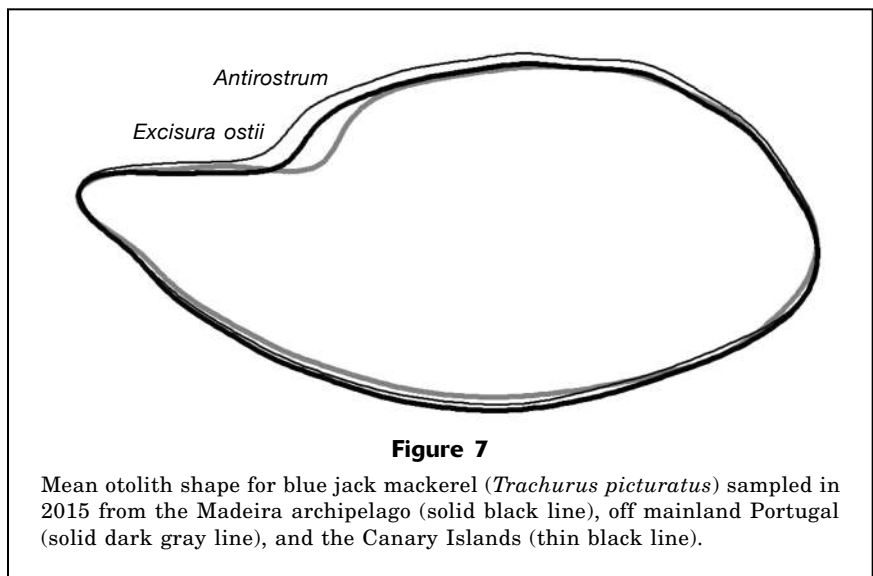 Antirostrum
Excisura ostii
Figure 7
Mean otolith shape for blue jack mackerel (Trachurus picturatus) sampled in
2015 from the Madeira archipelago (solid black line), off mainland Portugal
(solid dark gray line), and the Canary Islands (thin black line).